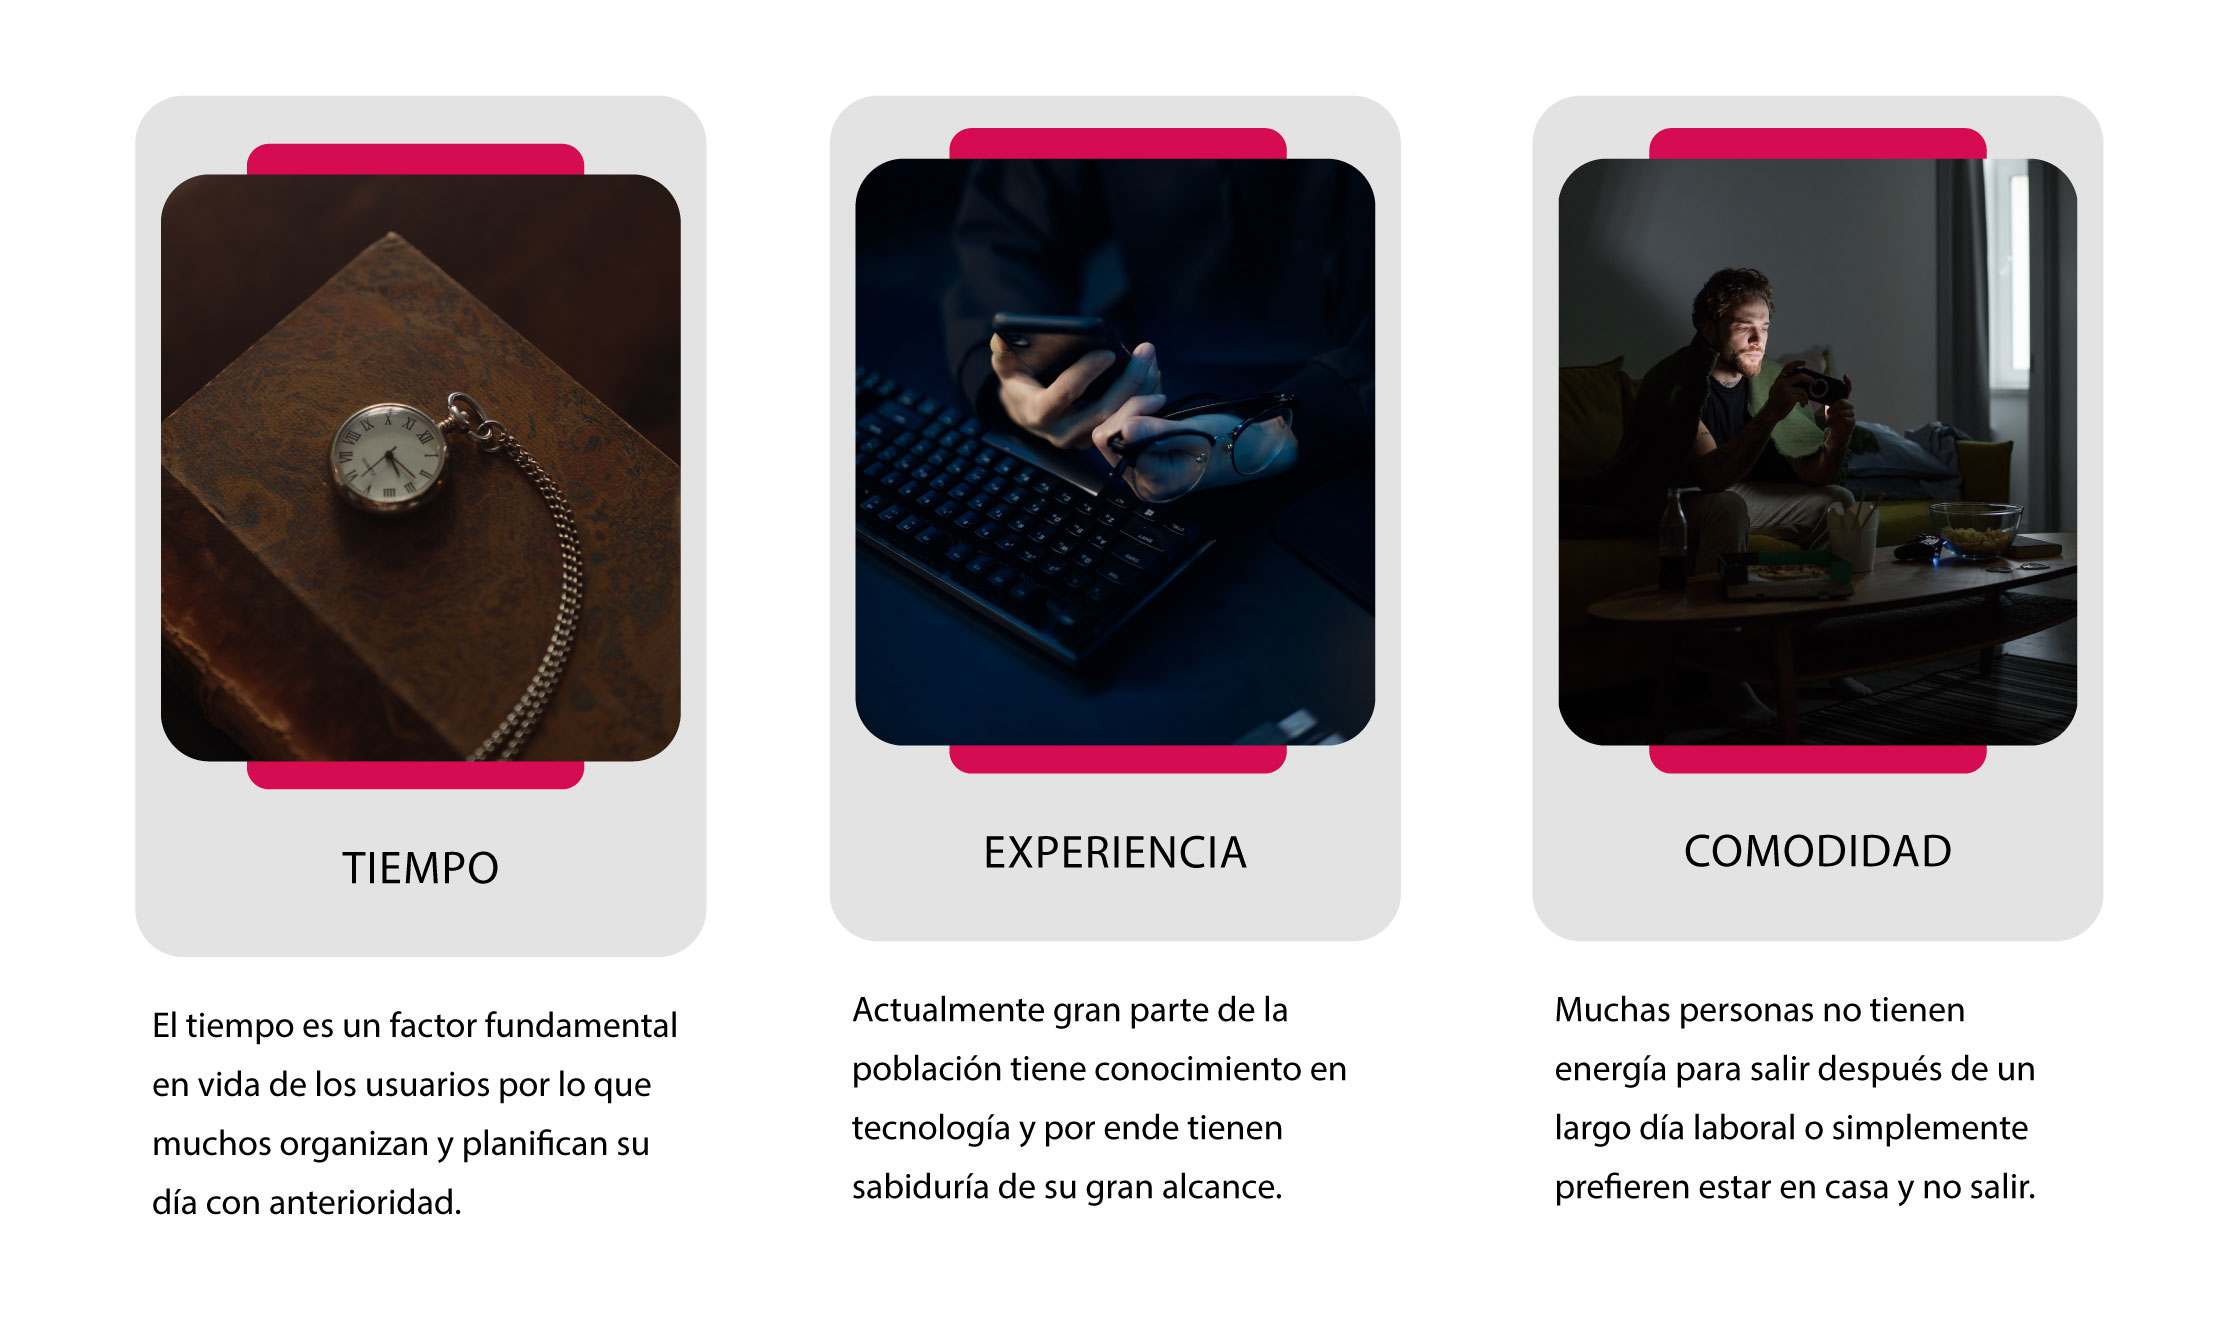 TIEMPO
El tiempo es un factor fundamental
en vida de los usuarios por lo que
muchos organizan y planifican su
día con anterioridad.
EXPERIENCIA
Actualmente gran parte de la
población tiene conocimiento en
tecnología y por ende tienen
sabiduría de su gran alcance.
COMODIDAD
Muchas personas no tienen
energía para salir después de un
largo día laboral o simplemente
prefieren estar en casa y no salir.